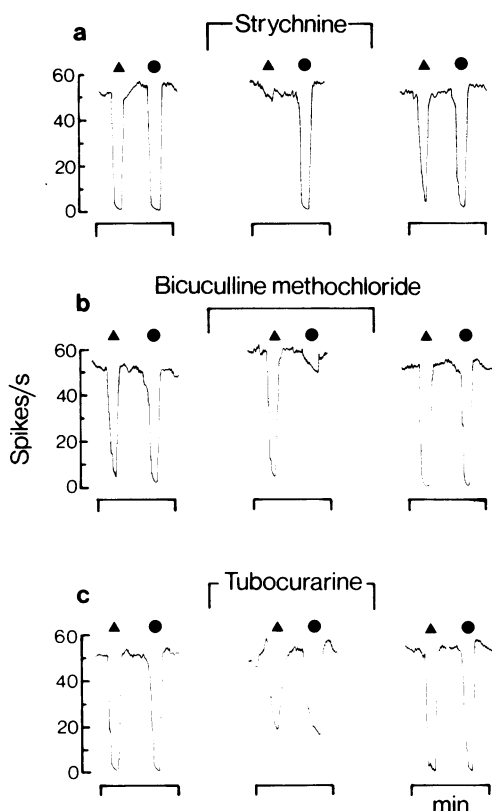 a
Strychnine
▲ ●
60
40
20
0
Bicuculline methochloride
b
▲ ●
60
40
20
0
Spikes/s
Tubocurarine
c
▲ ●
60
40
20
0
min